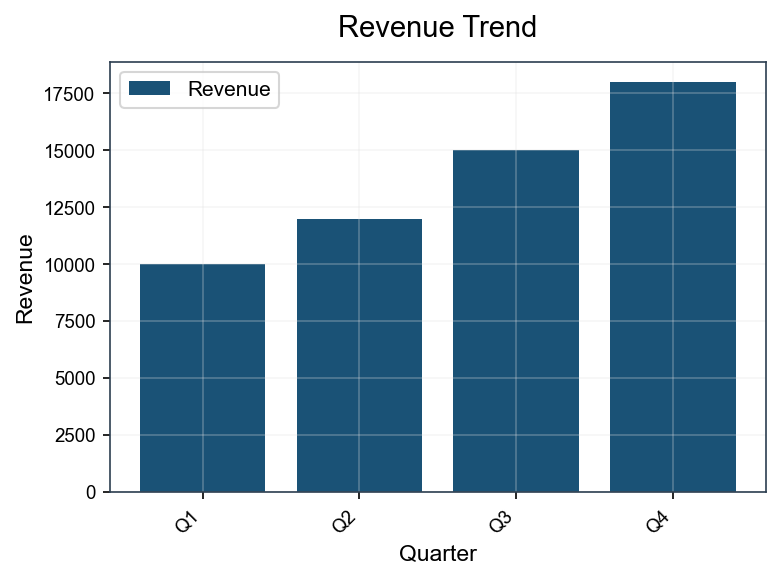 Revenue Trend
Revenue
17500
15000
12500
10000
7500
5000
2500
0
Revenue
Q1
Q2
Q3
Q4
Quarter